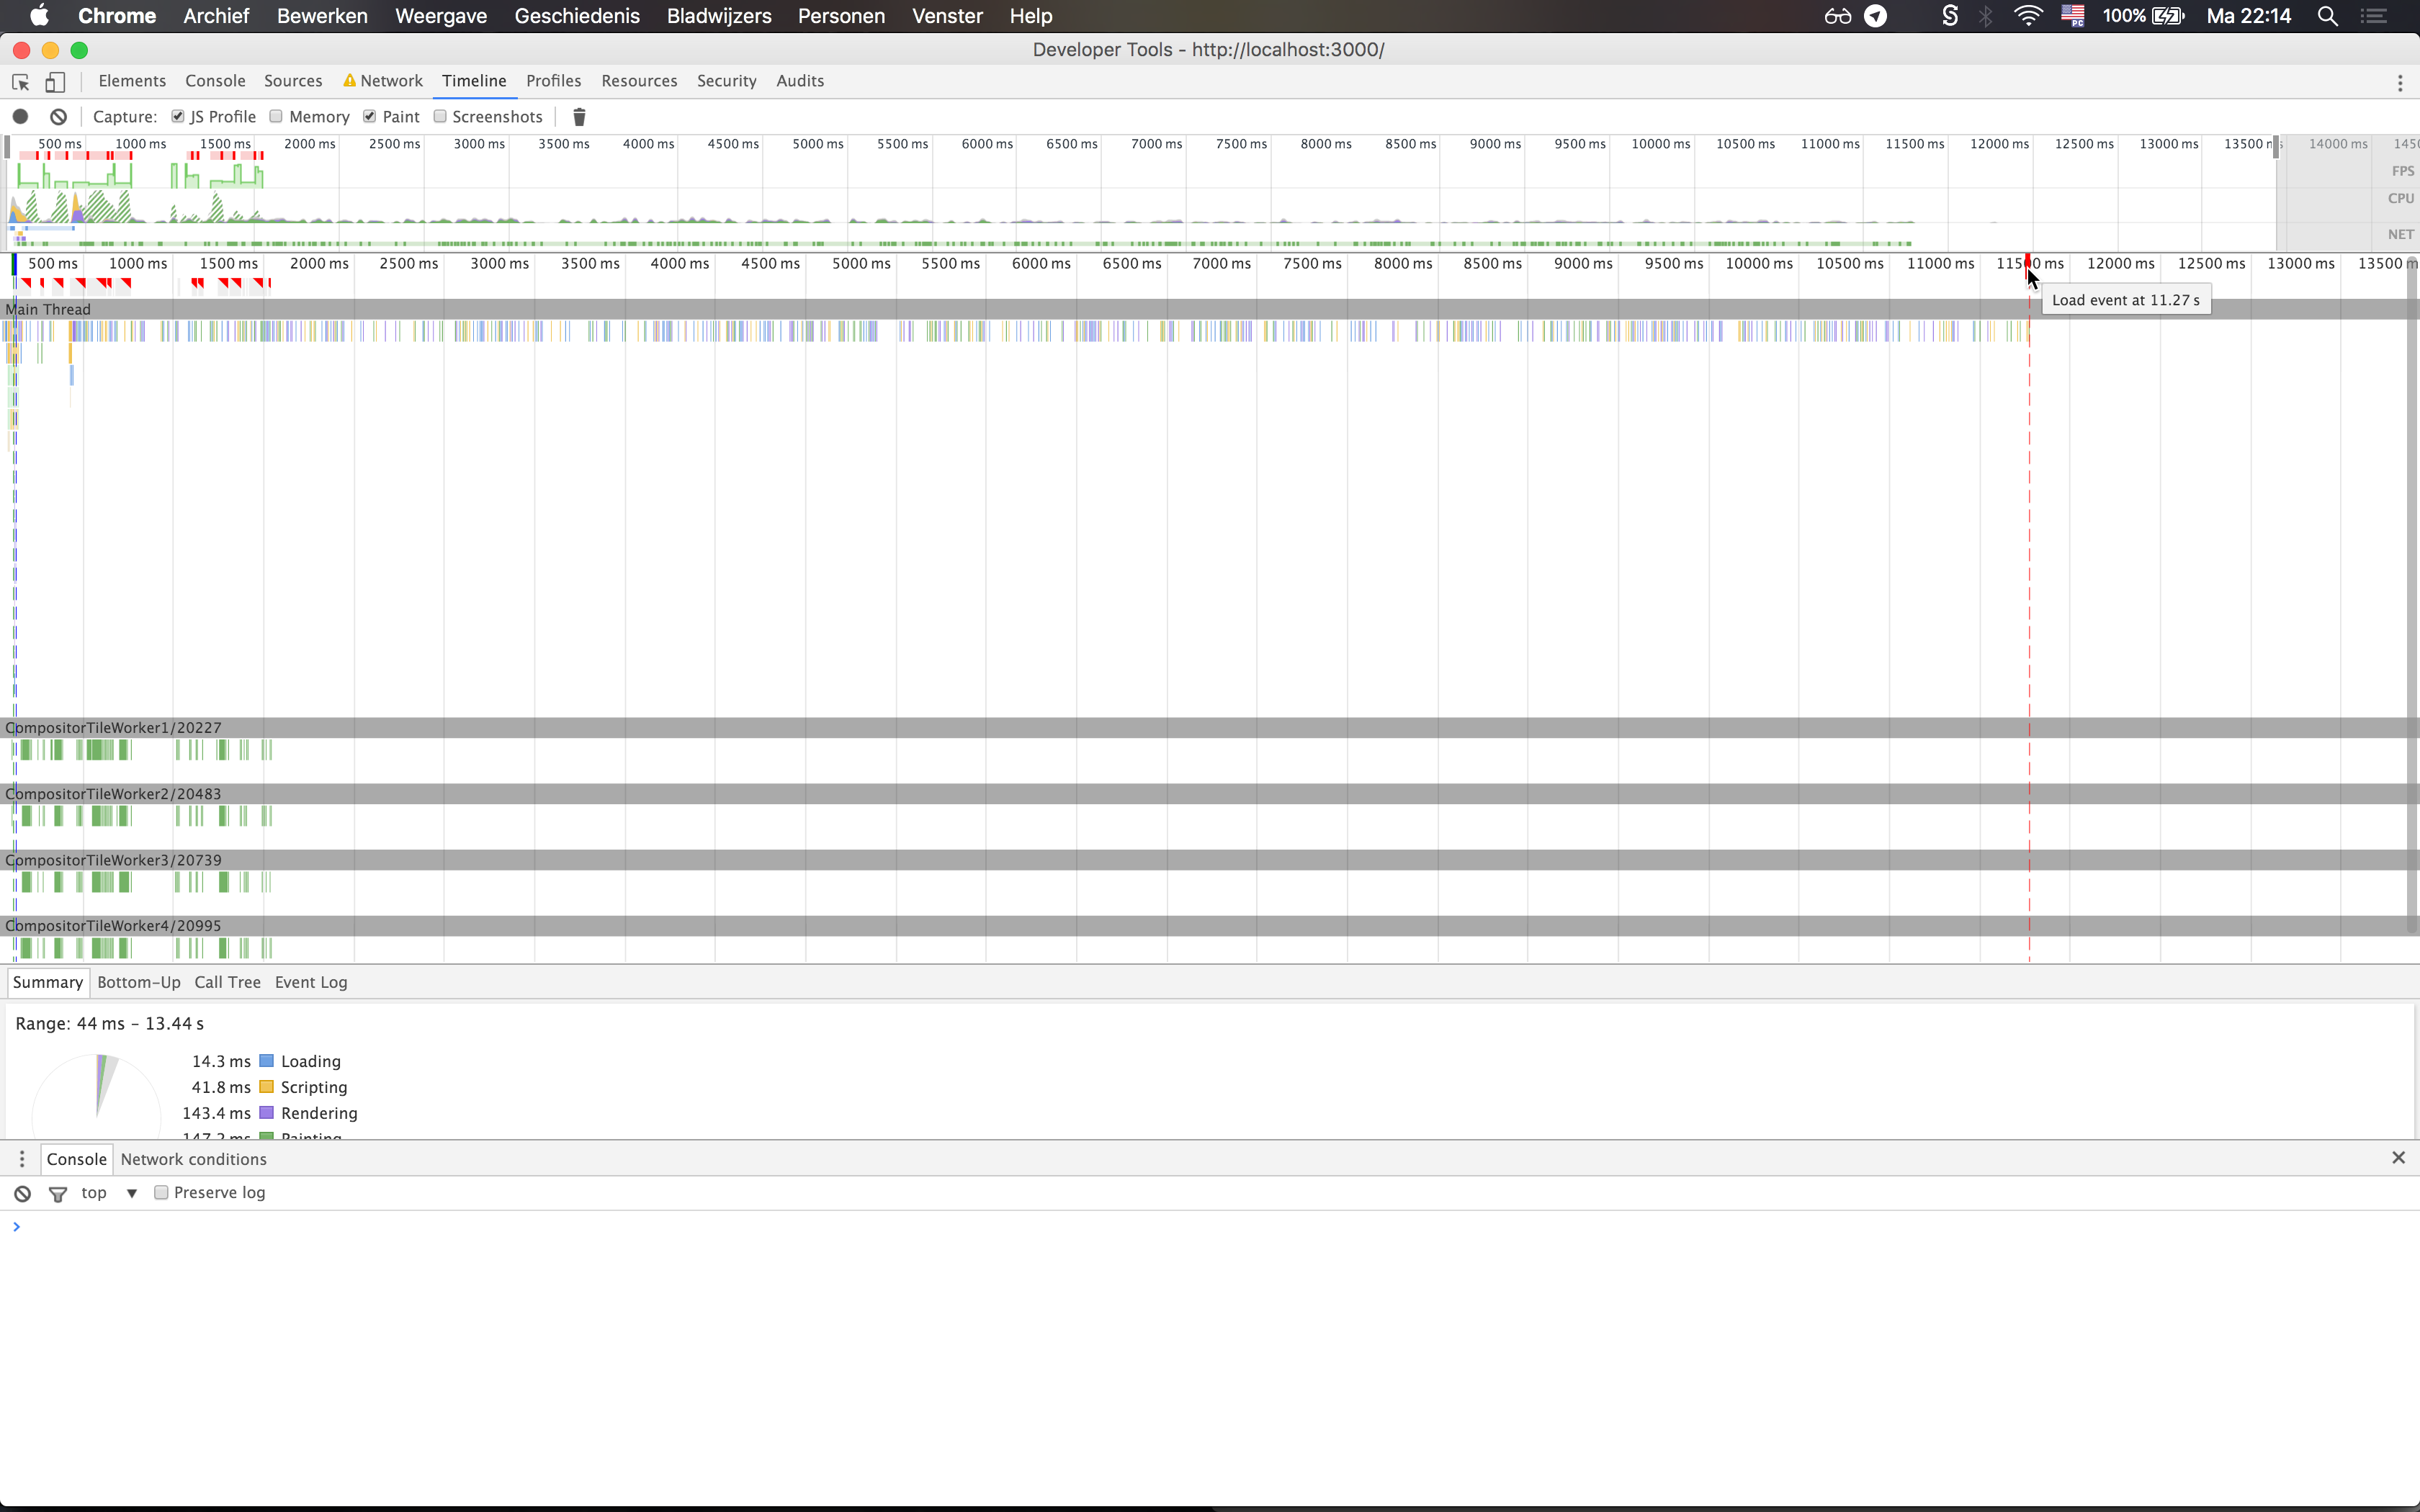 Chrome Archief Bewerken Weergave Geschiedenis Bladwijzers Personen Venster Help 100% Ma 22:14
Developer Tools - http://localhost:3000/
Elements Console Sources Network Timeline Profiles Resources Security Audits
Capture: JS Profile Memory Paint Screenshots
500 ms 1000 ms 1500 ms 2000 ms 2500 ms 3000 ms 3500 ms 4000 ms 4500 ms 5000 ms 5500 ms 6000 ms 6500 ms 7000 ms 7500 ms 8000 ms 8500 ms 9000 ms 9500 ms 10000 ms 10500 ms 11000 ms 11500 ms 12000 ms 12500 ms 13000 ms 13500 14000 ms
FPS
CPU
NET
500 ms 1000 ms 1500 ms 2000 ms 2500 ms 3000 ms 3500 ms 4000 ms 4500 ms 5000 ms 5500 ms 6000 ms 6500 ms 7000 ms 7500 ms 8000 ms 8500 ms 9000 ms 9500 ms 10000 ms 10500 ms 11000 ms 11500 ms 12000 ms 12500 ms 13000 ms 13500 m
Load event at 11.27 s
Main Thread
CompositorTileWorker1/20227
CompositorTileWorker2/20483
CompositorTileWorker3/20739
CompositorTileWorker4/20995
Summary Bottom-Up Call Tree Event Log
Range: 44 ms – 13.44 s
14.3 ms Loading
41.8 ms Scripting
143.4 ms Rendering
147.2 ms Painting
Console Network conditions
top Preserve log